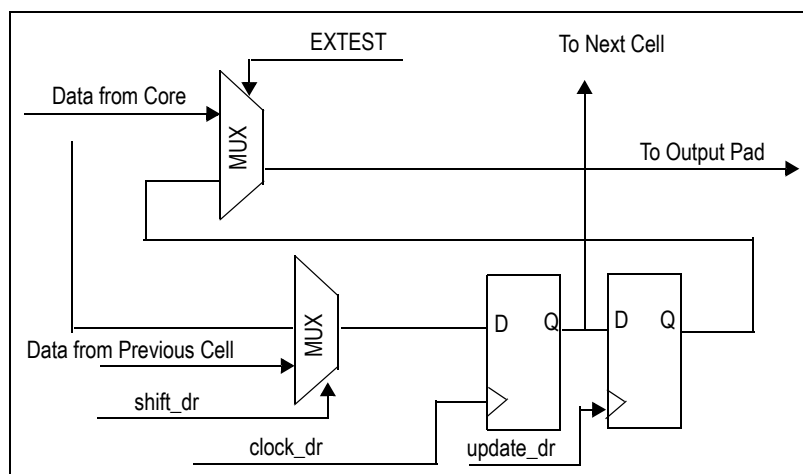 EXTEST
To Next Cell
Data from Core
MUX
To Output Pad
MUX
D Q
D Q
Data from Previous Cell
shift_dr
clock_dr
update_dr